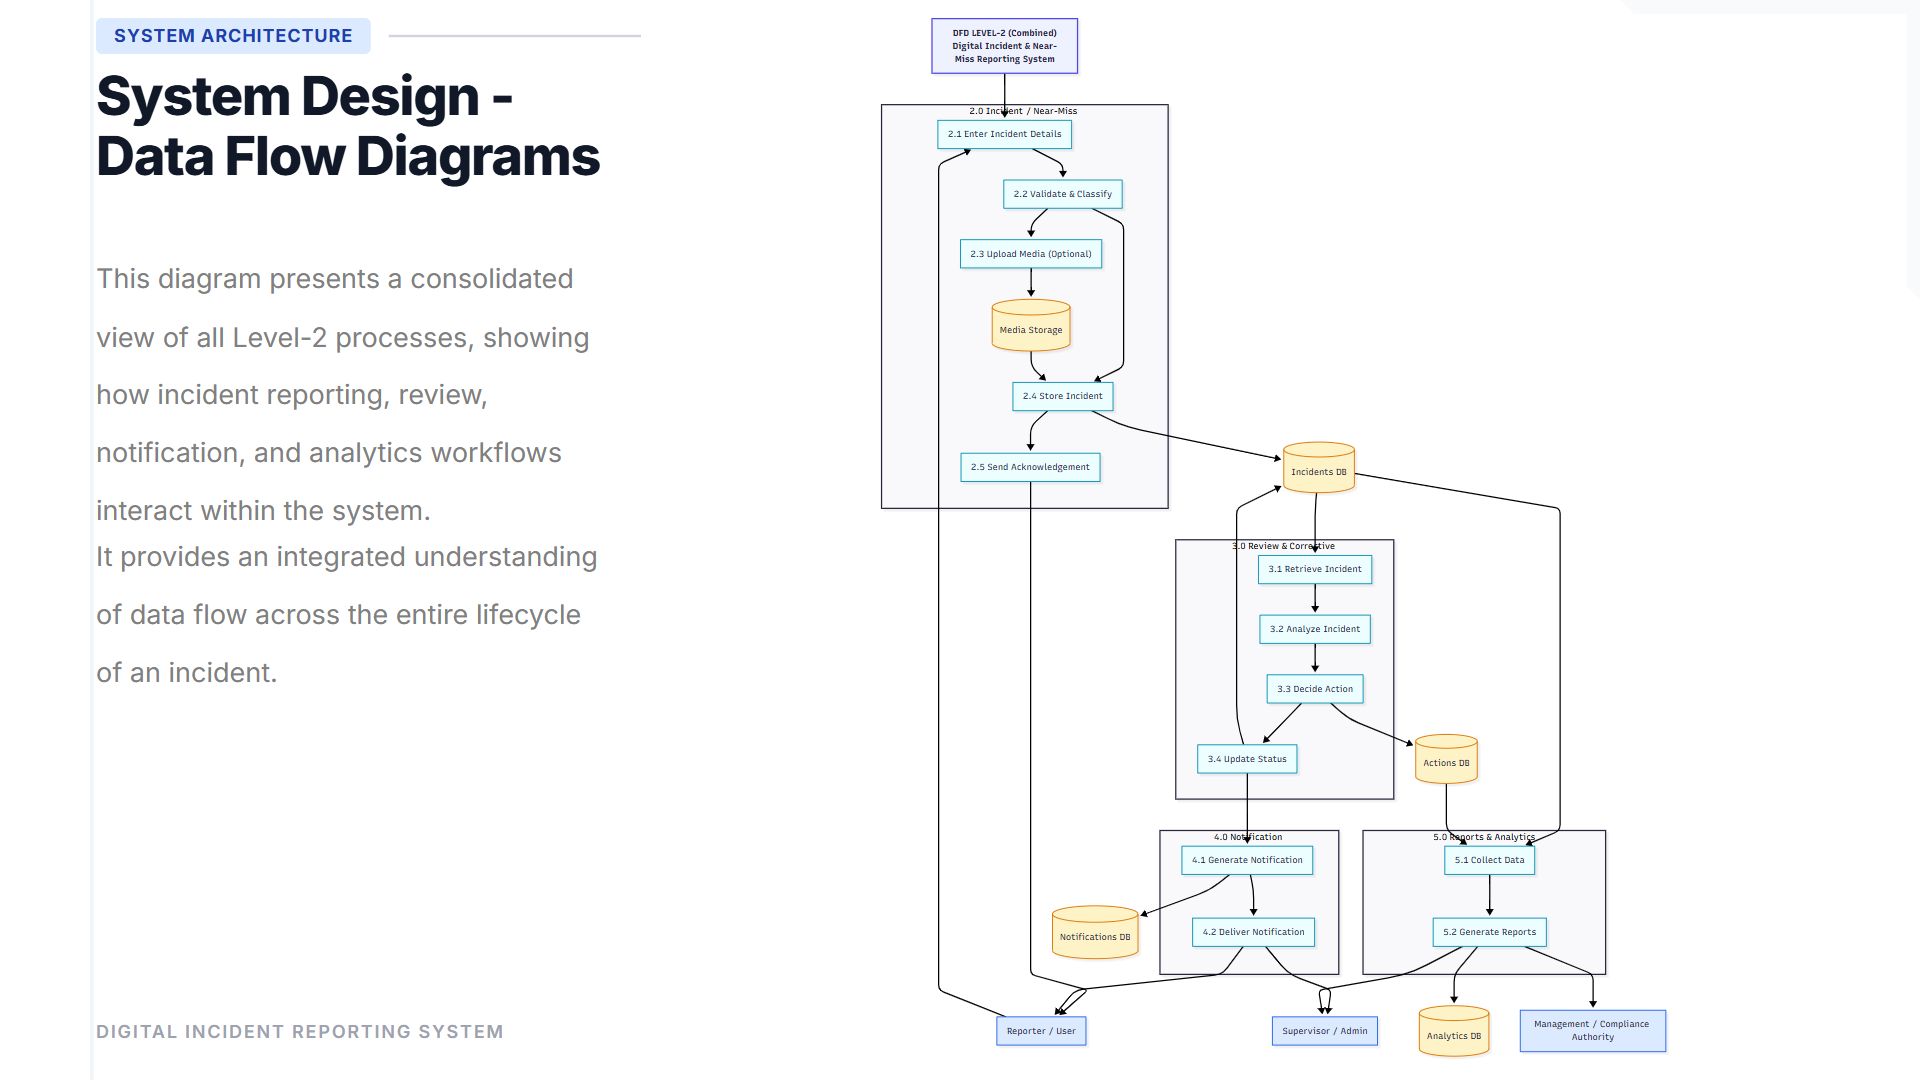 SYSTEM ARCHITECTURE
System Design -
Data Flow Diagrams
This diagram presents a consolidated
view of all Level-2 processes, showing
how incident reporting, review,
notification, and analytics workflows
interact within the system.
It provides an integrated understanding
of data flow across the entire lifecycle
of an incident.
DIGITAL INCIDENT REPORTING SYSTEM
DFD LEVEL-2 (Combined)
Digital Incident & Near-
Miss Reporting System
2.0 Incident / Near-Miss
2.1 Enter Incident Details
2.2 Validate & Classify
2.3 Upload Media (Optional)
Media Storage
2.4 Store Incident
2.5 Send Acknowledgement
Incidents DB
3.0 Review & Corrective
3.1 Retrieve Incident
3.2 Analyze Incident
3.3 Decide Action
3.4 Update Status
Actions DB
4.0 Notification
4.1 Generate Notification
4.2 Deliver Notification
Notifications DB
5.0 Reports & Analytics
5.1 Collect Data
5.2 Generate Reports
Reporter / User
Supervisor / Admin
Analytics DB
Management / Compliance
Authority